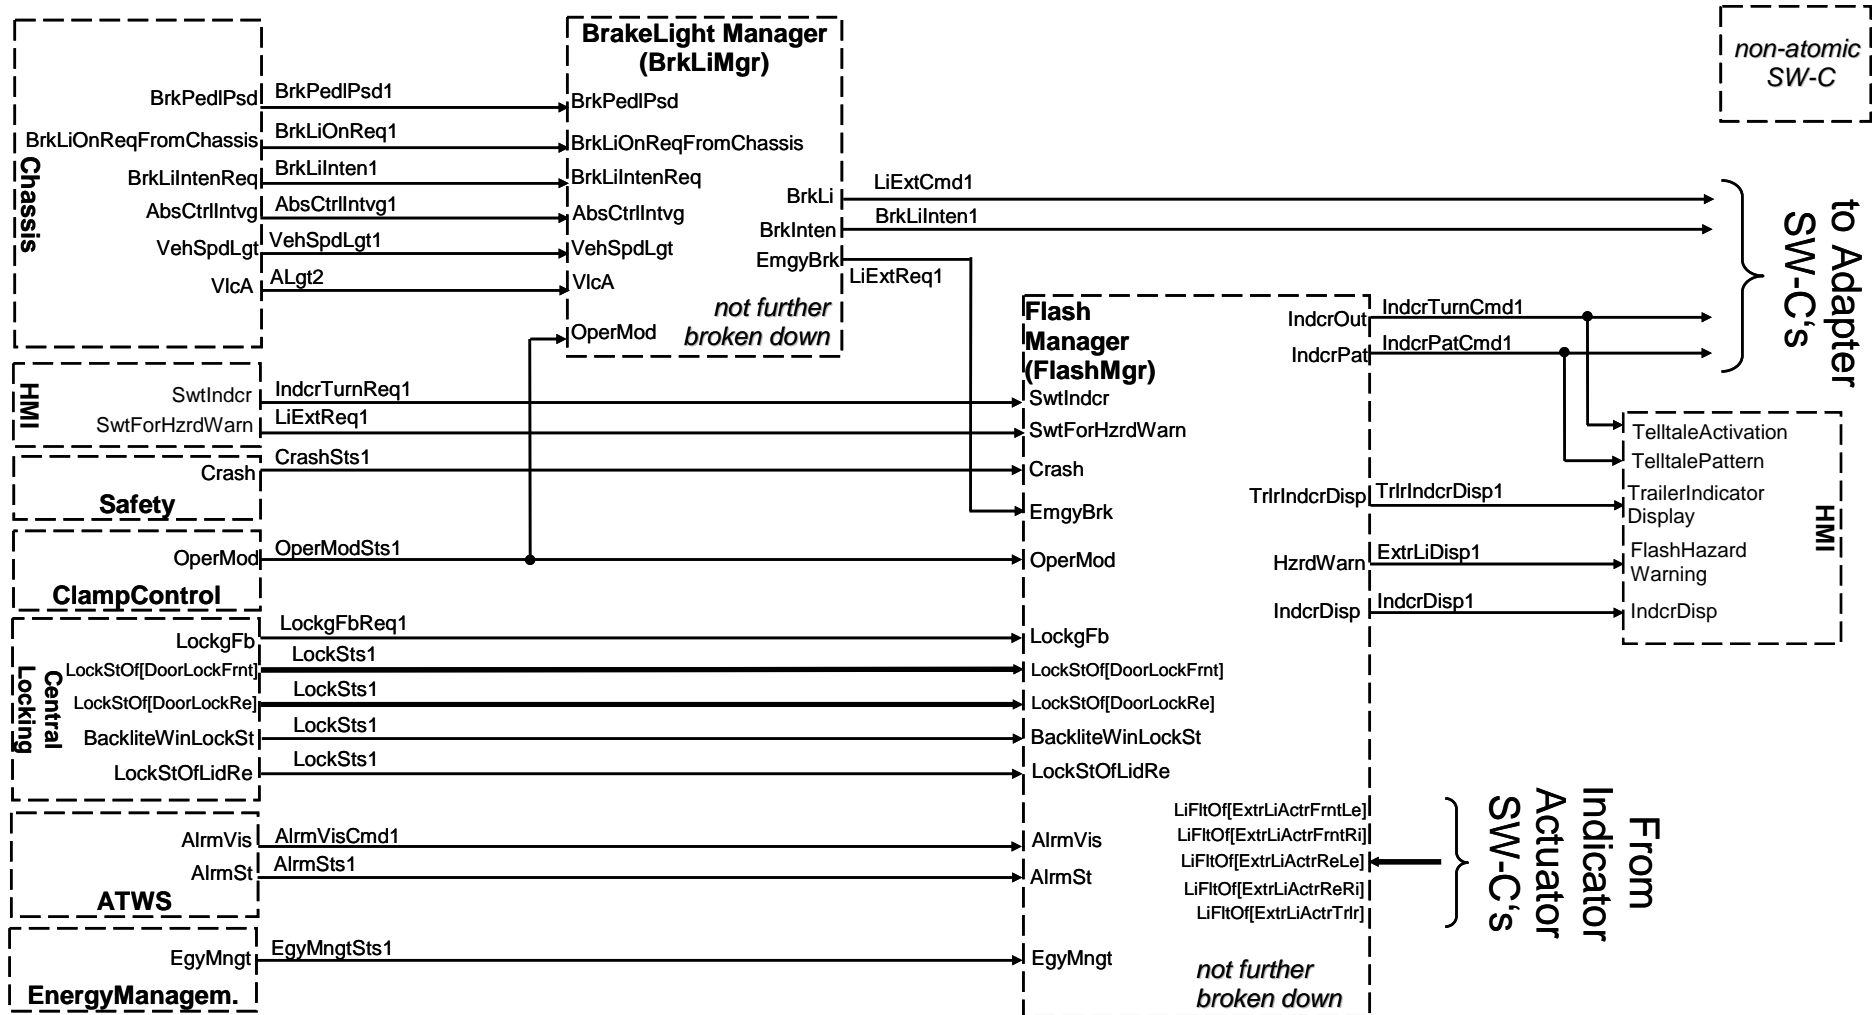 BrakeLight Manager
(BrkLiMgr)
non-atomic
SW-C
Chassis
BrkPedlPsd
BrkLiOnReqFromChassis
BrkLiIntenReq
AbsCtrlIntvg
VehSpdLgt
VlcA
BrkPedlPsd1
BrkLiOnReq1
BrkLiInten1
AbsCtrlIntvg1
VehSpdLgt1
ALgt2
BrkPedlPsd
BrkLiOnReqFromChassis
BrkLiIntenReq
AbsCtrlIntvg
VehSpdLgt
VlcA
OperMod
BrkLi
BrkInten
EmgyBrk
not further
broken down
LiExtCmd1
BrkLiInten1
LiExtReq1
to Adapter
SW-C's
HMI
SwtIndcr
SwtForHzrdWarn
IndcrTurnReq1
LiExtReq1
Crash
Safety
CrashSts1
OperMod
ClampControl
OperModSts1
Central
Locking
LockgFb
LockStOf[DoorLockFrnt]
LockStOf[DoorLockRe]
BackliteWinLockSt
LockStOfLidRe
LockgFbReq1
LockSts1
LockSts1
LockSts1
LockSts1
AlrmVis
AlrmSt
ATWS
AlrmVisCmd1
AlrmSts1
EgyMngt
EnergyManagem.
EgyMngtSts1
Flash
Manager
(FlashMgr)
SwtIndcr
SwtForHzrdWarn
Crash
EmgyBrk
OperMod
LockgFb
LockStOf[DoorLockFrnt]
LockStOf[DoorLockRe]
BackliteWinLockSt
LockStOfLidRe
AlrmVis
AlrmSt
EgyMngt
IndcrOut
IndcrPat
TrlrIndcrDisp
HzrdWarn
IndcrDisp
LiFltOf[ExtrLiActrFrntLe]
LiFltOf[ExtrLiActrFrntRi]
LiFltOf[ExtrLiActrReLe]
LiFltOf[ExtrLiActrReRi]
LiFltOf[ExtrLiActrTrlr]
not further
broken down
IndcrTurnCmd1
IndcrPatCmd1
TrlrIndcrDisp1
ExtrLiDisp1
IndcrDisp1
TelltaleActivation
TelltalePattern
TrailerIndicator
Display
FlashHazard
Warning
IndcrDisp
HMI
From
Indicator
Actuator
SW-C's